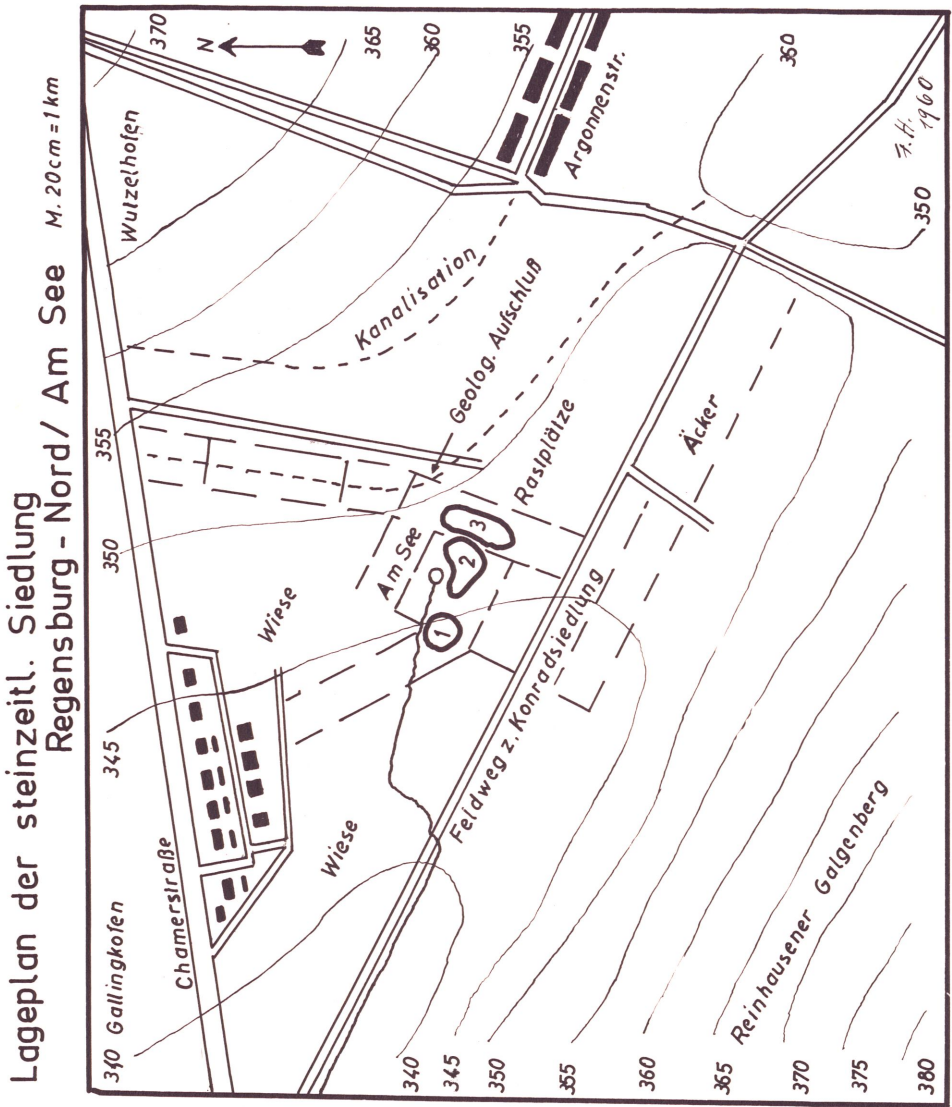 Lageplan der steinzeitl. Siedlung
Regensburg - Nord / Am See M. 20cm = 1km
340 Gallingkofen
345
350
355
Wutzelhofen
370
N
365
360
355
Chamerstraße
Wiese
Wiese
Kanalisation
Am See
Geolog. Aufschluß
Argonnenstr.
1
2
3
Rastplätze
Feldweg z. Konradsiedlung
Äcker
360
340
345
350
355
360
365
370
375
380
Reinhausener Galgenberg
350
F.H.
1960